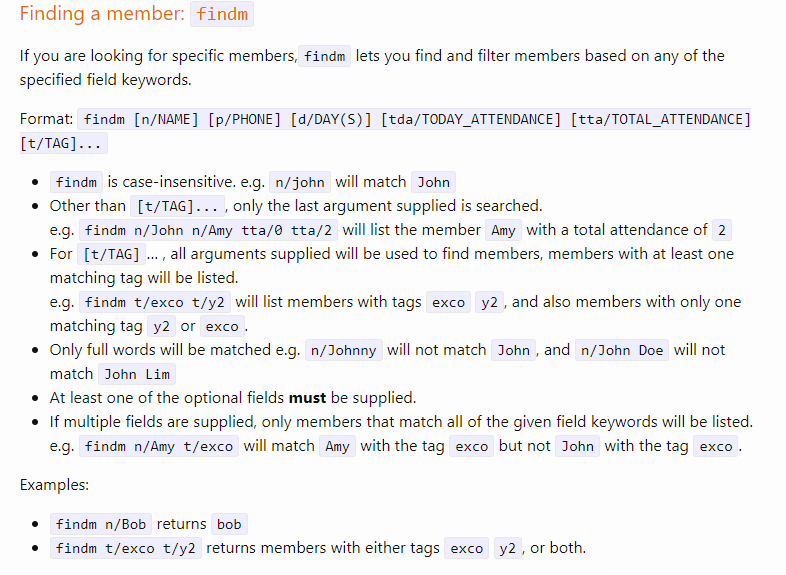 Finding a member: findm
If you are looking for specific members, findm lets you find and filter members based on any of the
specified field keywords.
Format: findm [n/NAME] [p/PHONE] [d/DAY(S)] [tda/TODAY_ATTENDANCE] [tta/TOTAL_ATTENDANCE]
[t/TAG]...
• findm is case-insensitive. e.g. n/john will match John
• Other than [t/TAG]..., only the last argument supplied is searched.
e.g. findm n/John n/Amy tta/0 tta/2 will list the member Amy with a total attendance of 2
• For [t/TAG] … , all arguments supplied will be used to find members, members with at least one
matching tag will be listed.
e.g. findm t/exco t/y2 will list members with tags exco y2 , and also members with only one
matching tag y2 or exco .
• Only full words will be matched e.g. n/Johnny will not match John , and n/John Doe will not
match John Lim
• At least one of the optional fields must be supplied.
• If multiple fields are supplied, only members that match all of the given field keywords will be listed.
e.g. findm n/Amy t/exco will match Amy with the tag exco but not John with the tag exco .
Examples:
• findm n/Bob returns bob
• findm t/exco t/y2 returns members with either tags exco y2 , or both.